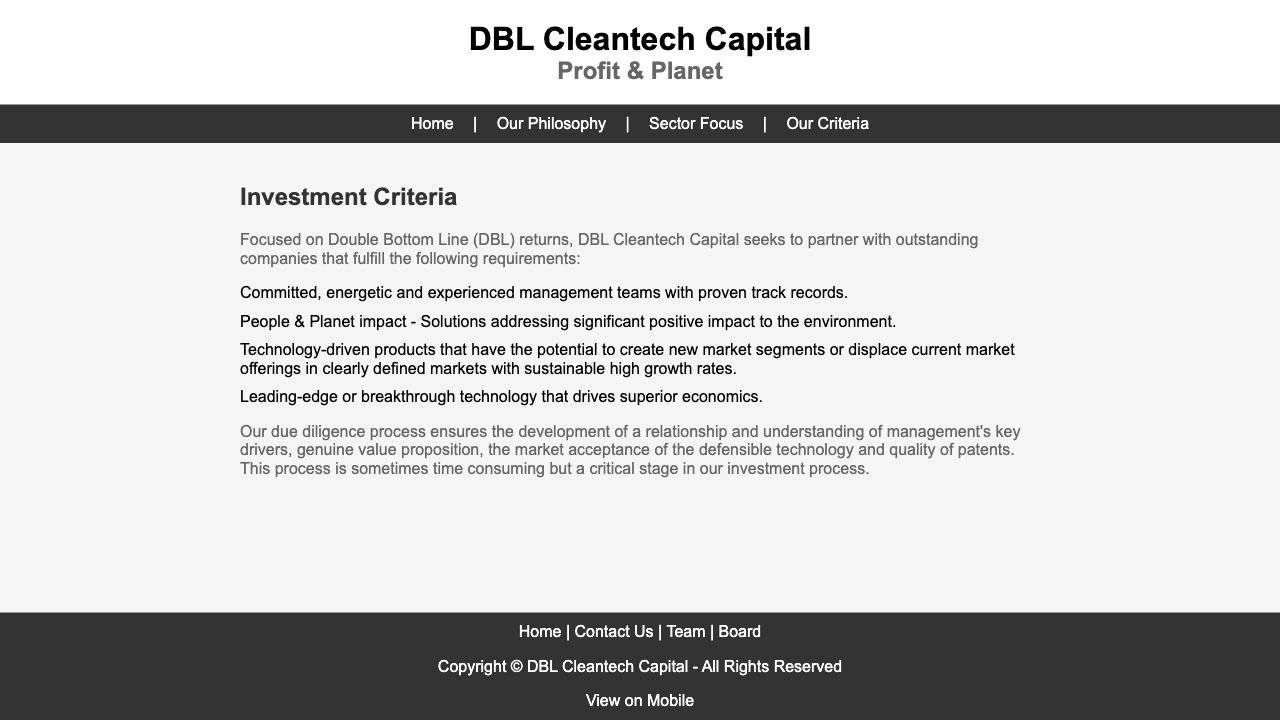 DBL Cleantech Capital
Profit & Planet
Home | Our Philosophy | Sector Focus | Our Criteria
Investment Criteria
Focused on Double Bottom Line (DBL) returns, DBL Cleantech Capital seeks to partner with outstanding
companies that fulfill the following requirements:
Committed, energetic and experienced management teams with proven track records.
People & Planet impact - Solutions addressing significant positive impact to the environment.
Technology-driven products that have the potential to create new market segments or displace current market
offerings in clearly defined markets with sustainable high growth rates.
Leading-edge or breakthrough technology that drives superior economics.
Our due diligence process ensures the development of a relationship and understanding of management's key
drivers, genuine value proposition, the market acceptance of the defensible technology and quality of patents.
This process is sometimes time consuming but a critical stage in our investment process.
Home | Contact Us | Team | Board
Copyright © DBL Cleantech Capital - All Rights Reserved
View on Mobile